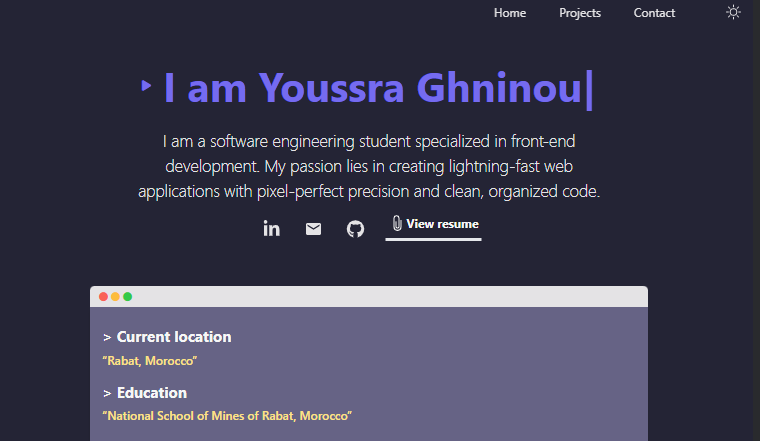 Home Projects Contact
I am Youssra Ghninou|
I am a software engineering student specialized in front-end
development. My passion lies in creating lightning-fast web
applications with pixel-perfect precision and clean, organized code.
in View resume
> Current location
“Rabat, Morocco”
> Education
“National School of Mines of Rabat, Morocco”